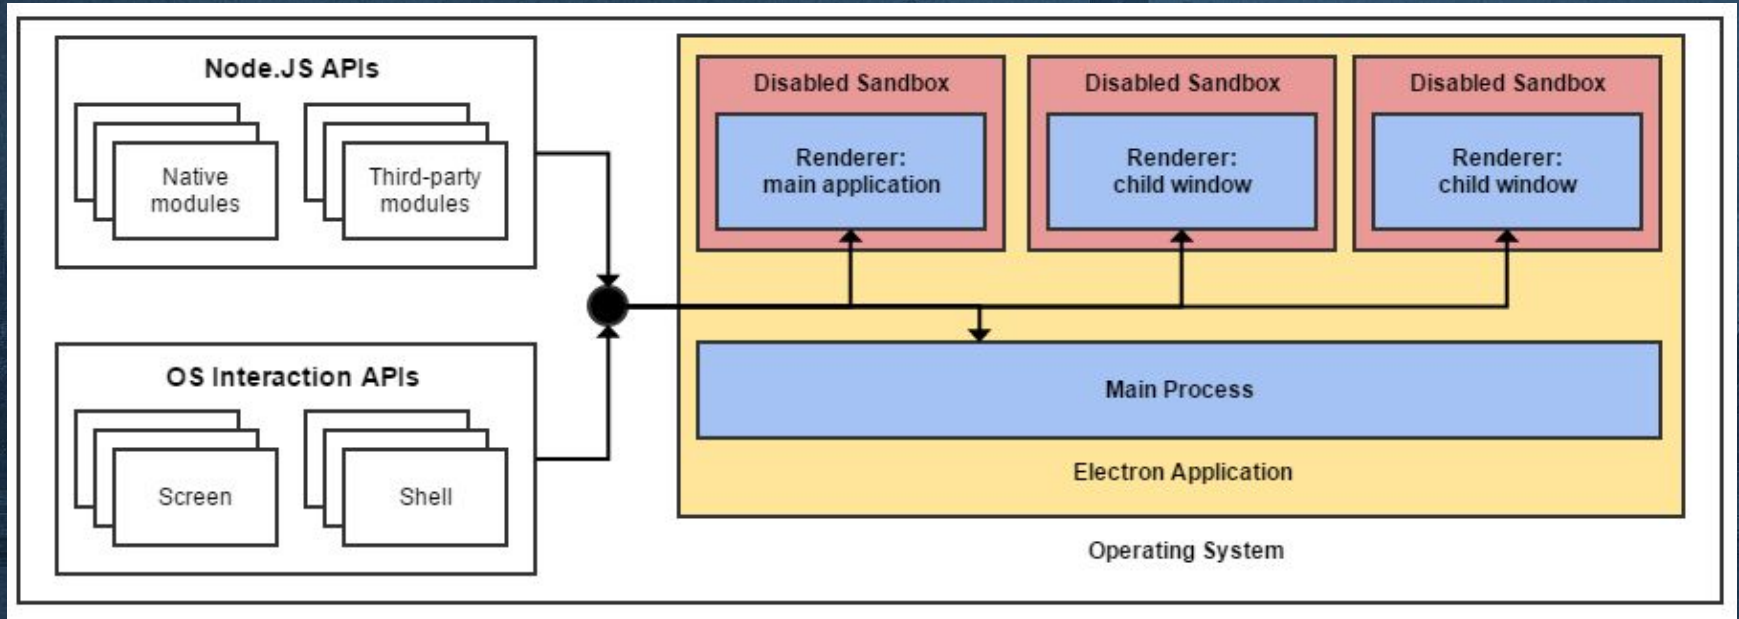 Node.JS APIs
Native
modules
Third-party
modules
OS Interaction APIs
Screen
Shell
Disabled Sandbox
Renderer:
main application
Disabled Sandbox
Renderer:
child window
Disabled Sandbox
Renderer:
child window
Main Process
Electron Application
Operating System